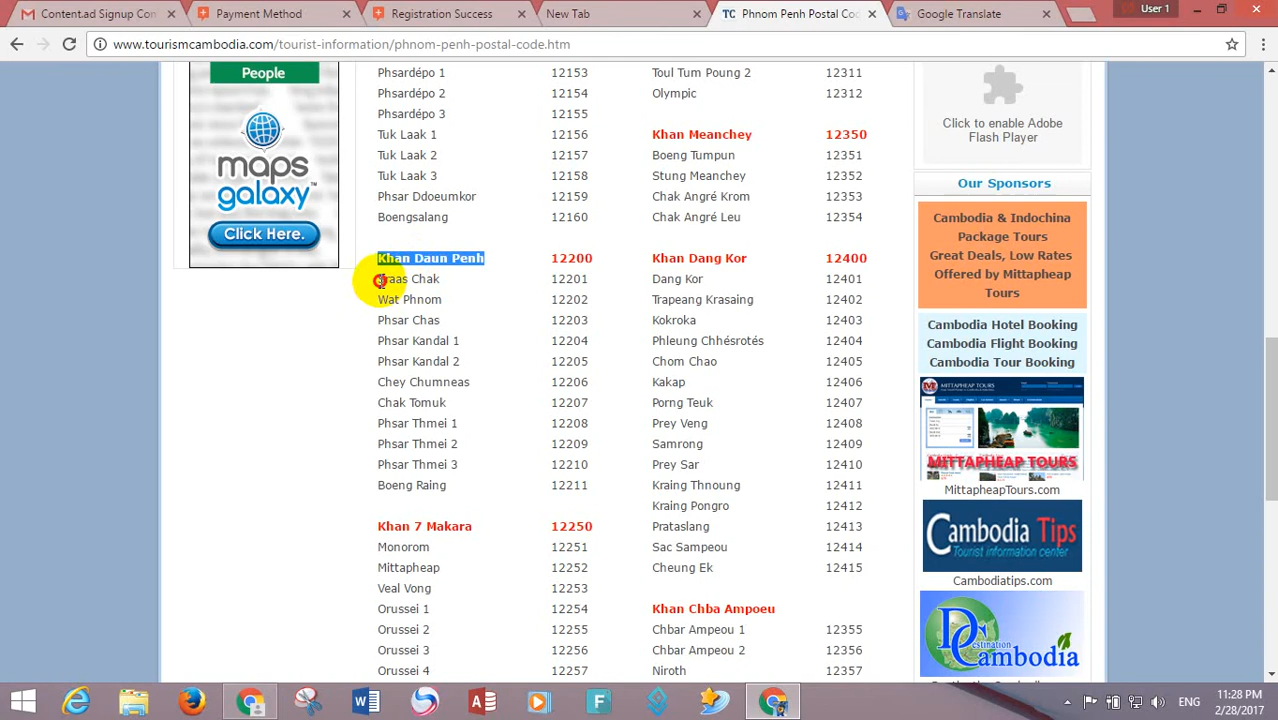 Content.ad Sign Up Cont
Payment Method
Registration Success
New Tab
Phnom Penh Postal Co
Google Translate
User 1
www.tourismcambodia.com/tourist-information/phnom-penh-postal-code.htm
People
maps
galaxy™
Click Here.
Phsardépo 1 12153
Phsardépo 2 12154
Phsardépo 3 12155
Tuk Laak 1 12156
Tuk Laak 2 12157
Tuk Laak 3 12158
Phsar Ddoeumkor 12159
Boengsalang 12160
Khan Daun Penh 12200
Sraas Chak 12201
Wat Phnom 12202
Phsar Chas 12203
Phsar Kandal 1 12204
Phsar Kandal 2 12205
Chey Chumneas 12206
Chak Tomuk 12207
Phsar Thmei 1 12208
Phsar Thmei 2 12209
Phsar Thmei 3 12210
Boeng Raing 12211
Khan 7 Makara 12250
Monorom 12251
Mittapheap 12252
Veal Vong 12253
Orussei 1 12254
Orussei 2 12255
Orussei 3 12256
Orussei 4 12257
Toul Tum Poung 2 12311
Olympic 12312
Khan Meanchey 12350
Boeng Tumpun 12351
Stung Meanchey 12352
Chak Angré Krom 12353
Chak Angré Leu 12354
Khan Dang Kor 12400
Dang Kor 12401
Trapeang Krasaing 12402
Kokroka 12403
Phleung Chhésrotés 12404
Chom Chao 12405
Kakap 12406
Porng Teuk 12407
Prey Veng 12408
Samrong 12409
Prey Sar 12410
Kraing Thnoung 12411
Kraing Pongro 12412
Prataslang 12413
Sac Sampeou 12414
Cheung Ek 12415
Khan Chba Ampoeu
Chbar Ampeou 1 12355
Chbar Ampeou 2 12356
Niroth 12357
Click to enable Adobe
Flash Player
Our Sponsors
Cambodia & Indochina
Package Tours
Great Deals, Low Rates
Offered by Mittapheap
Tours
Cambodia Hotel Booking
Cambodia Flight Booking
Cambodia Tour Booking
MITTAPHEAP TOURS
MITTAPHEAP TOURS
MittapheapTours.com
Cambodia Tips
Tourist information center
Cambodiatips.com
Destination
Cambodia
ENG
11:28 PM
2/28/2017